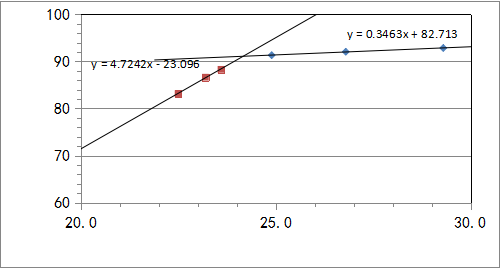 100
y = 0.3463x + 82.713
90
y = 4.7242x - 23.096
80
70
60
20.0 25.0 30.0